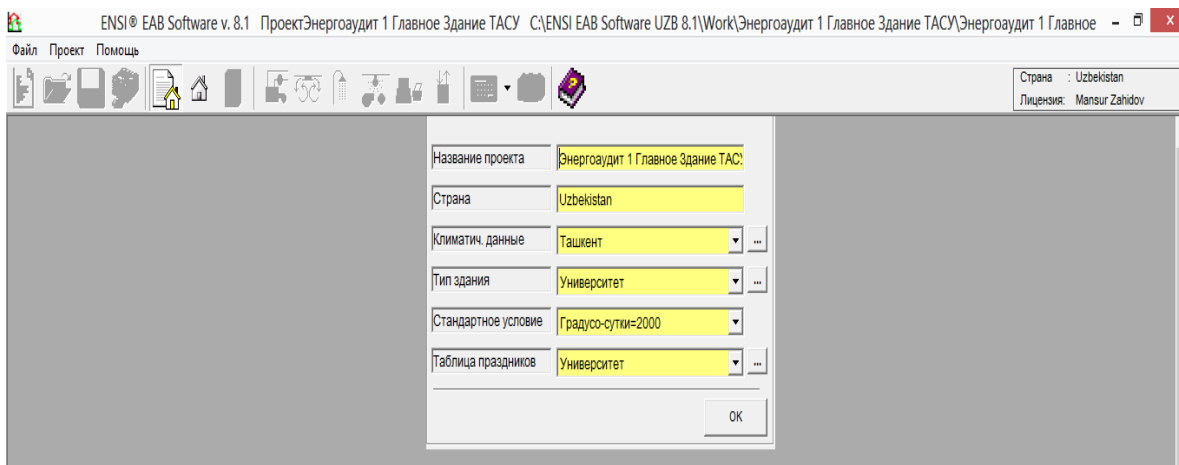 ENSI® EAB Software v. 8.1 ПроектЭнергоаудит 1 Главное Здание ТАСУ C:\ENSI EAB Software UZB 8.1\Work\Энергоаудит 1 Главное Здание ТАСУ\Энергоаудит 1 Главное
Файл Проект Помощь
Страна : Uzbekistan
Лицензия: Mansur Zahidov
Название проекта Энергоаудит 1 Главное Здание ТАСУ
Страна Uzbekistan
Климатич. данные Ташкент ...
Тип здания Университет ...
Стандартное условие Градусо-сутки=2000
Таблица праздников Университет ...
OK